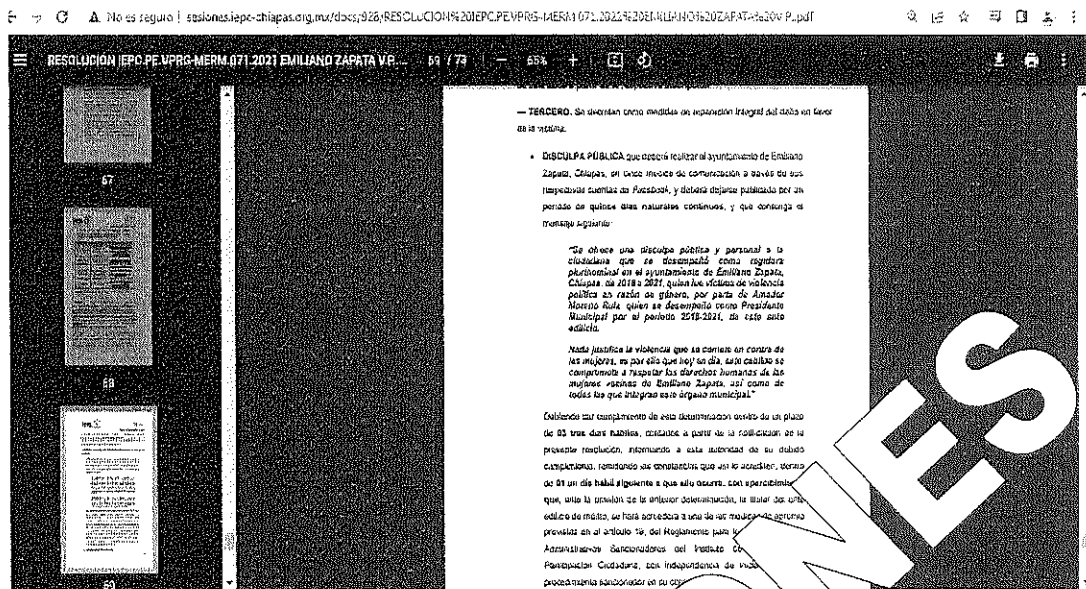 No es seguro | sesiones.iepc-chiapas.org.mx/docs/928/RESOLUCION%20IEPC.PE.VPRG-MERM.071.2021%20EMILIANO%20ZAPATA%20V.P..pdf
RESOLUCION IEPC.PE.VPRG-MERM.071.2021 EMILIANO ZAPATA V.P.... 69 / 73 — 65% +
67
68
69
— TERCERO. Se decretan como medidas de reparación integral del daño en favor
de la víctima.
• DISCULPA PÚBLICA que deberá realizar el ayuntamiento de Emiliano
Zapata, Chiapas, en cinco medios de comunicación a través de sus
respectivas cuentas de Facebook, y deberá dejarse publicada por un
periodo de quince días naturales continuos, y que contenga el
mensaje siguiente:
"Se ofrece una disculpa pública y personal a la
ciudadana que se desempeñó como regidora
plurinominal en el ayuntamiento de Emiliano Zapata,
Chiapas, de 2018 a 2021, quien fue víctima de violencia
política en razón de género, por parte de Amador
Moreno Ruiz, quien se desempeñó como Presidente
Municipal por el periodo 2018-2021, de este ente
edilicio.
Nada justifica la violencia que se comete en contra de
las mujeres, es por ello que hoy en día, este cabildo se
compromete a respetar los derechos humanos de las
mujeres vecinas de Emiliano Zapata, así como de
todas las que integran este órgano municipal."
Debiendo dar cumplimiento de esta determinación dentro de un plazo
de 03 tres días hábiles, contados a partir de la notificación de la
presente resolución, informando a esta autoridad de su debido
cumplimiento, remitiendo las constancias que así lo acrediten, dentro
de 01 un día hábil siguiente a que ello ocurra, con apercibimiento
que, ante la omisión de la anterior determinación, la titular del ente
edilicio de mérito, se hará acreedora a una de las medidas de apremio
previstas en el artículo 19, del Reglamento para
Administrativos Sancionadores del Instituto
Participación Ciudadana, con independencia de
procedimiento sancionador en su
ONES